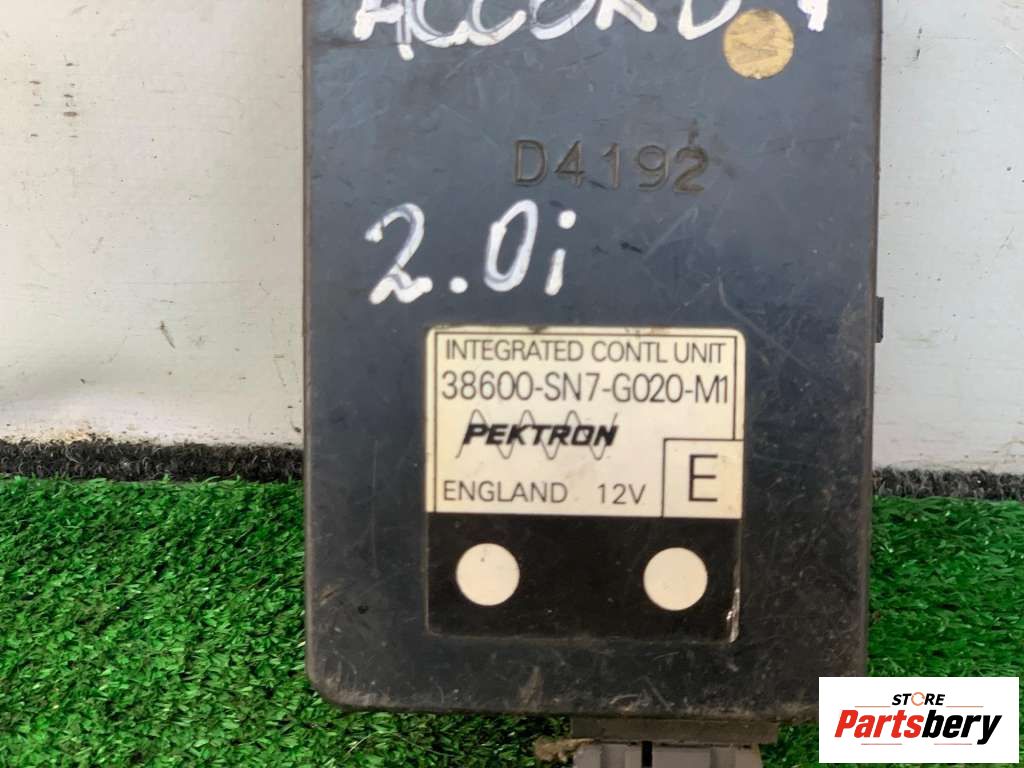 ACCORD
D4192
2.0i
INTEGRATED CONTL UNIT
38600-SN7-G020-M1
PEKTRON
ENGLAND 12V
E
STORE
Partsbery